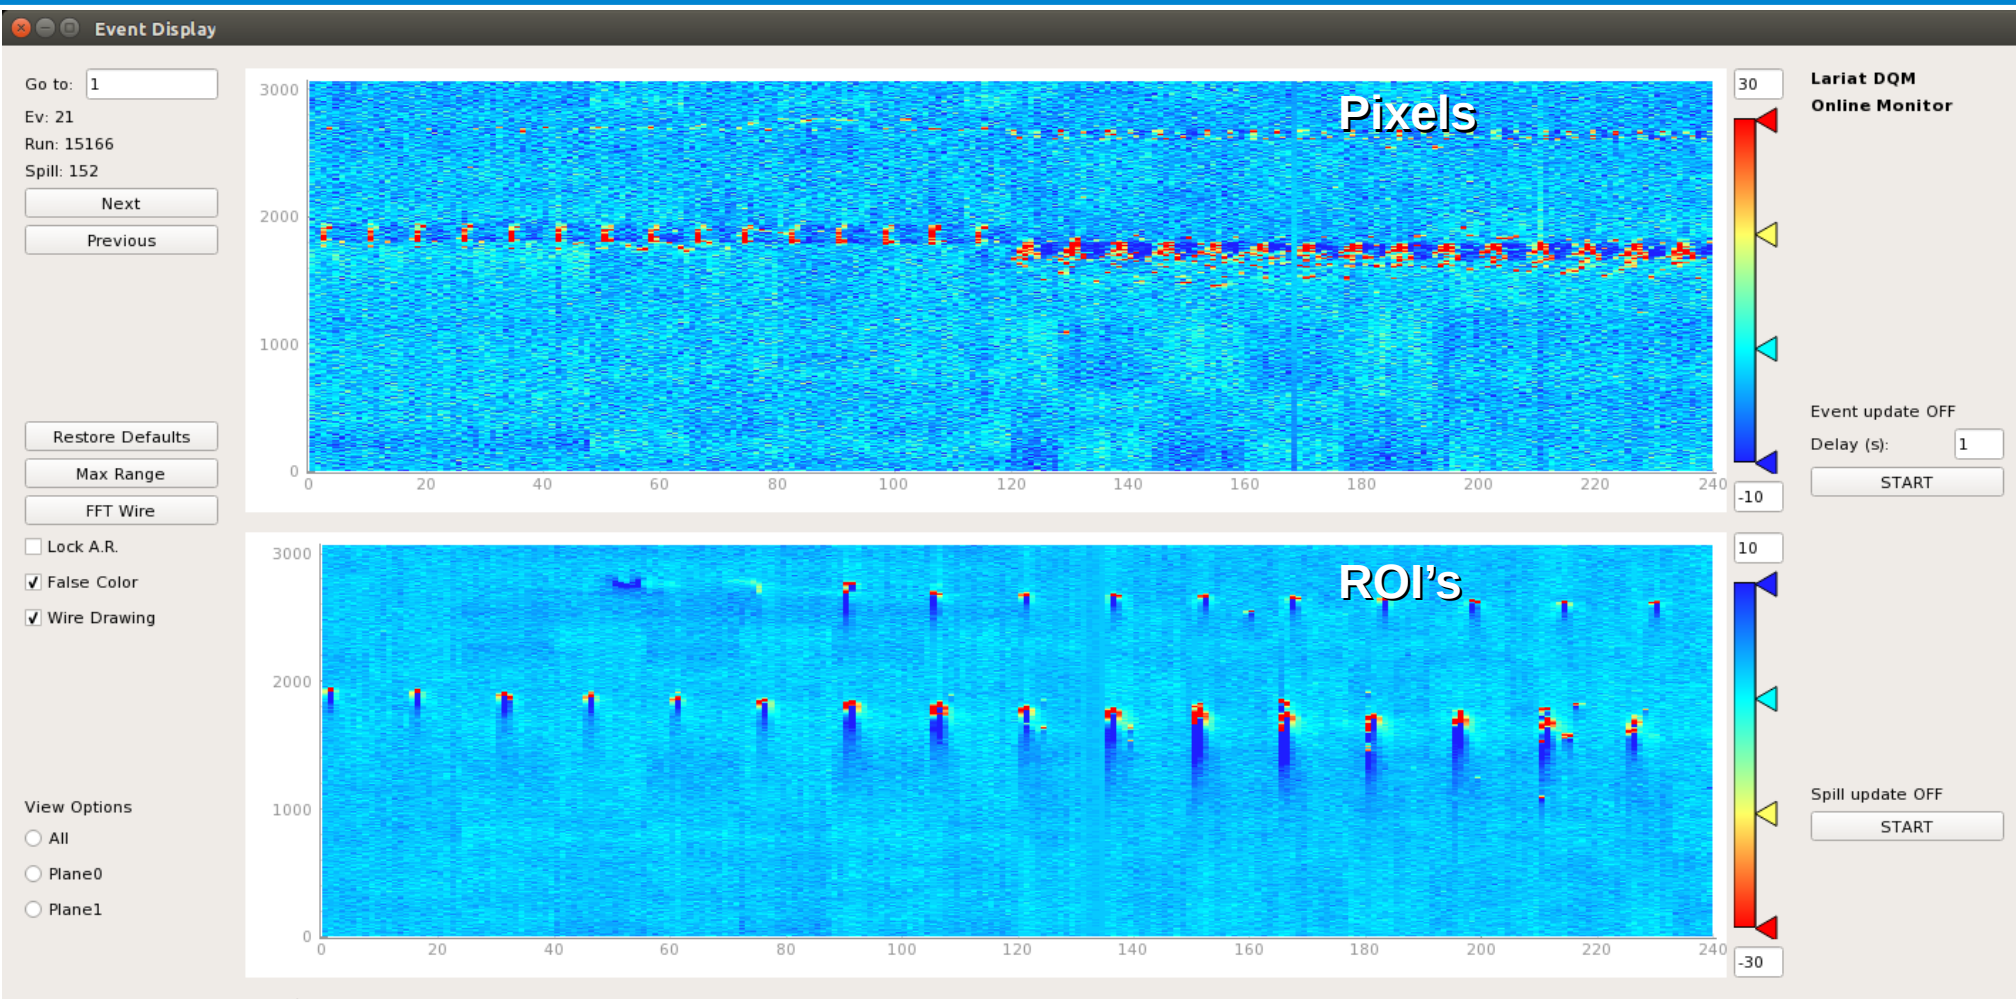 Event Display
Go to: 1
Ev: 21
Run: 15166
Spill: 152
Next
Previous
Restore Defaults
Max Range
FFT Wire
Lock A.R.
False Color
Wire Drawing
View Options
All
Plane0
Plane1
Pixels
3000
2000
1000
0
0 20 40 60 80 100 120 140 160 180 200 220 240
ROI's
3000
2000
1000
0
0 20 40 60 80 100 120 140 160 180 200 220 240
30
-10
10
-30
Lariat DQM
Online Monitor
Event update OFF
Delay (s): 1
START
Spill update OFF
START